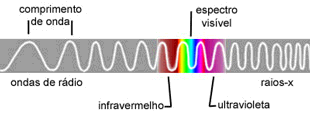 comprimento
de onda
espectro
visível
ondas de rádio
raios-x
infravermelho
ultravioleta